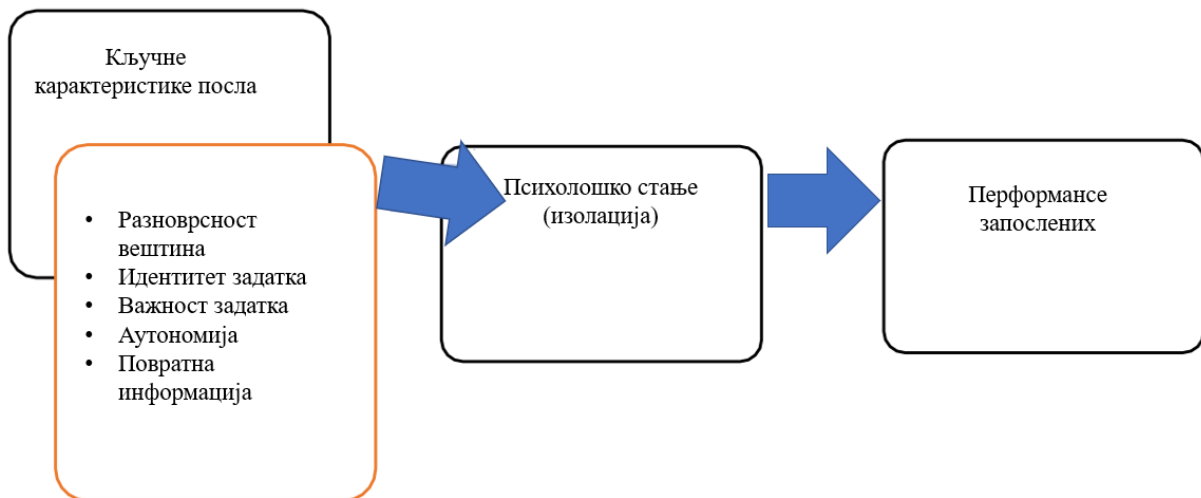 Кључне
карактеристике посла
• Разноврсност
вештина
• Идентитет задатка
• Важност задатка
• Аутономија
• Повратна
информација
Психолошко стање
(изолација)
Перформансе
запослених